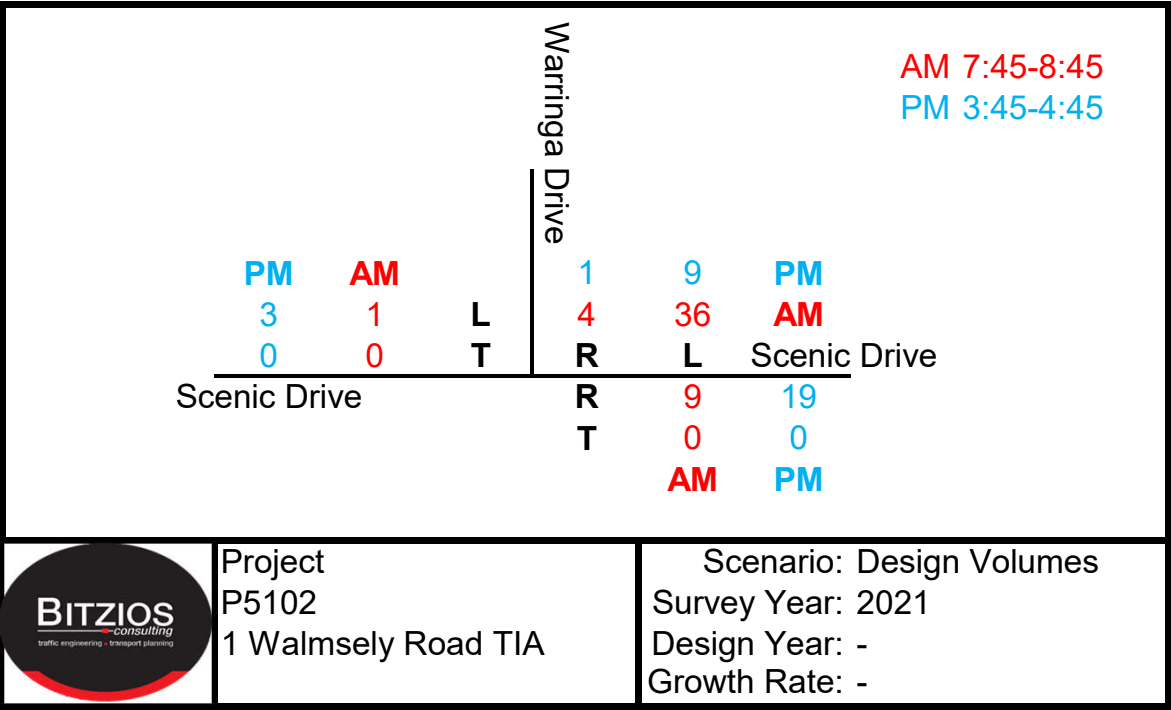 Warringa Drive
AM 7:45-8:45
PM 3:45-4:45
PM AM 1 9 PM
3 1 L 4 36 AM
0 0 T R L Scenic Drive
Scenic Drive R 9 19
T 0 0
AM PM
BITZIOS
consulting
traffic engineering • transport planning
Project
P5102
1 Walmsely Road TIA
Scenario: Design Volumes
Survey Year: 2021
Design Year: -
Growth Rate: -